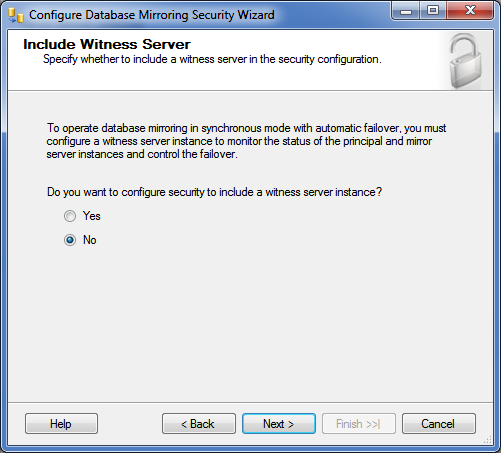 Configure Database Mirroring Security Wizard
Include Witness Server
Specify whether to include a witness server in the security configuration.
To operate database mirroring in synchronous mode with automatic failover, you must
configure a witness server instance to monitor the status of the principal and mirror
server instances and control the failover.
Do you want to configure security to include a witness server instance?
Yes
No
Help
< Back
Next >
Finish >>|
Cancel